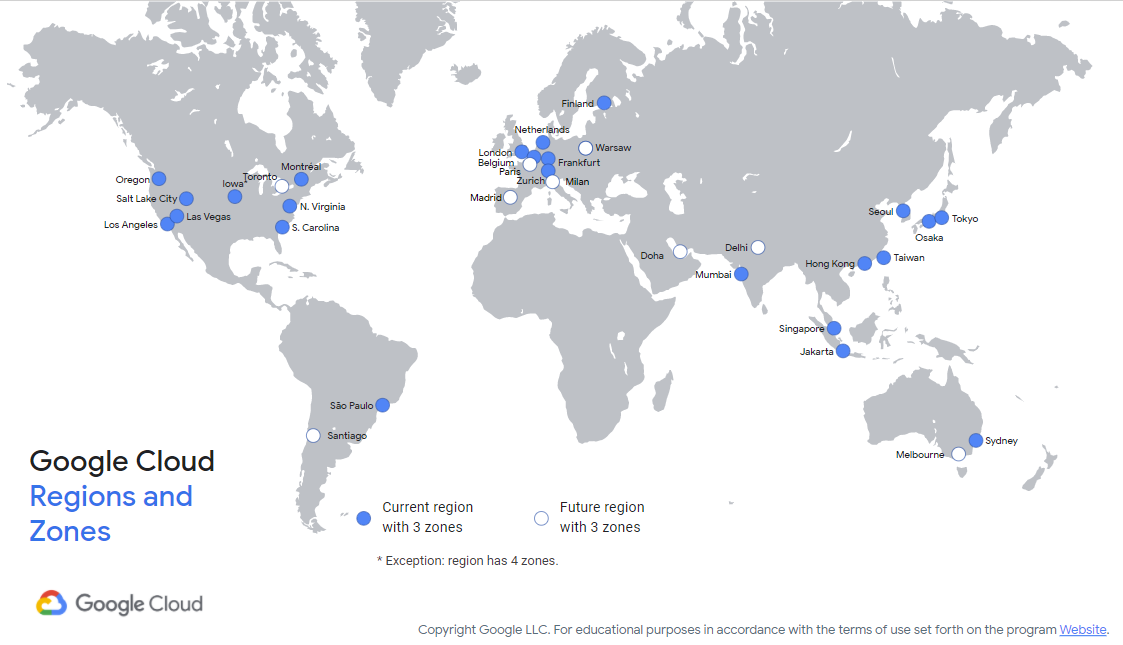 Finland
Netherlands
London
Warsaw
Belgium
Frankfurt
Paris
Zurich
Milan
Madrid
Montréal
Toronto
Iowa*
Oregon
Salt Lake City
N. Virginia
Las Vegas
Los Angeles
S. Carolina
Seoul
Tokyo
Osaka
Doha
Delhi
Mumbai
Hong Kong
Taiwan
Singapore
Jakarta
São Paulo
Santiago
Sydney
Melbourne
Google Cloud
Regions and
Zones
Current region
with 3 zones
Future region
with 3 zones
* Exception: region has 4 zones.
Google Cloud
Copyright Google LLC. For educational purposes in accordance with the terms of use set forth on the program Website.